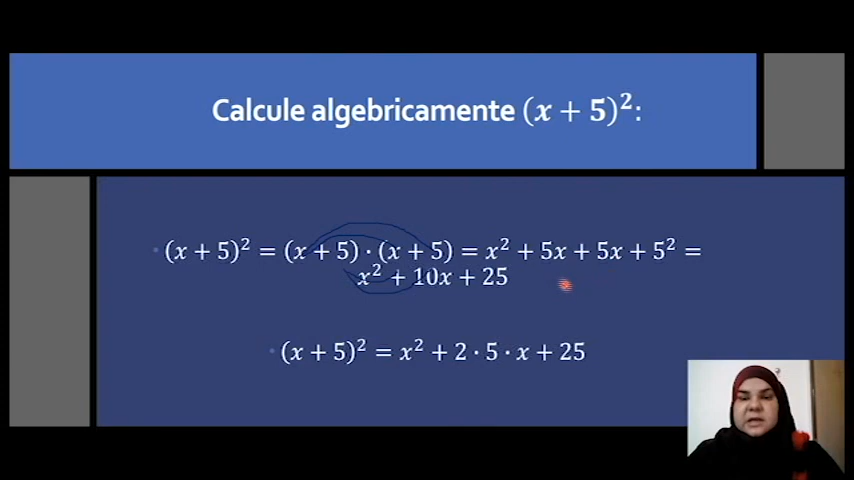 Calcule algebricamente (x + 5)²:
• (x + 5)² = (x + 5) · (x + 5) = x² + 5x + 5x + 5² =
x² + 10x + 25
• (x + 5)² = x² + 2 · 5 · x + 25